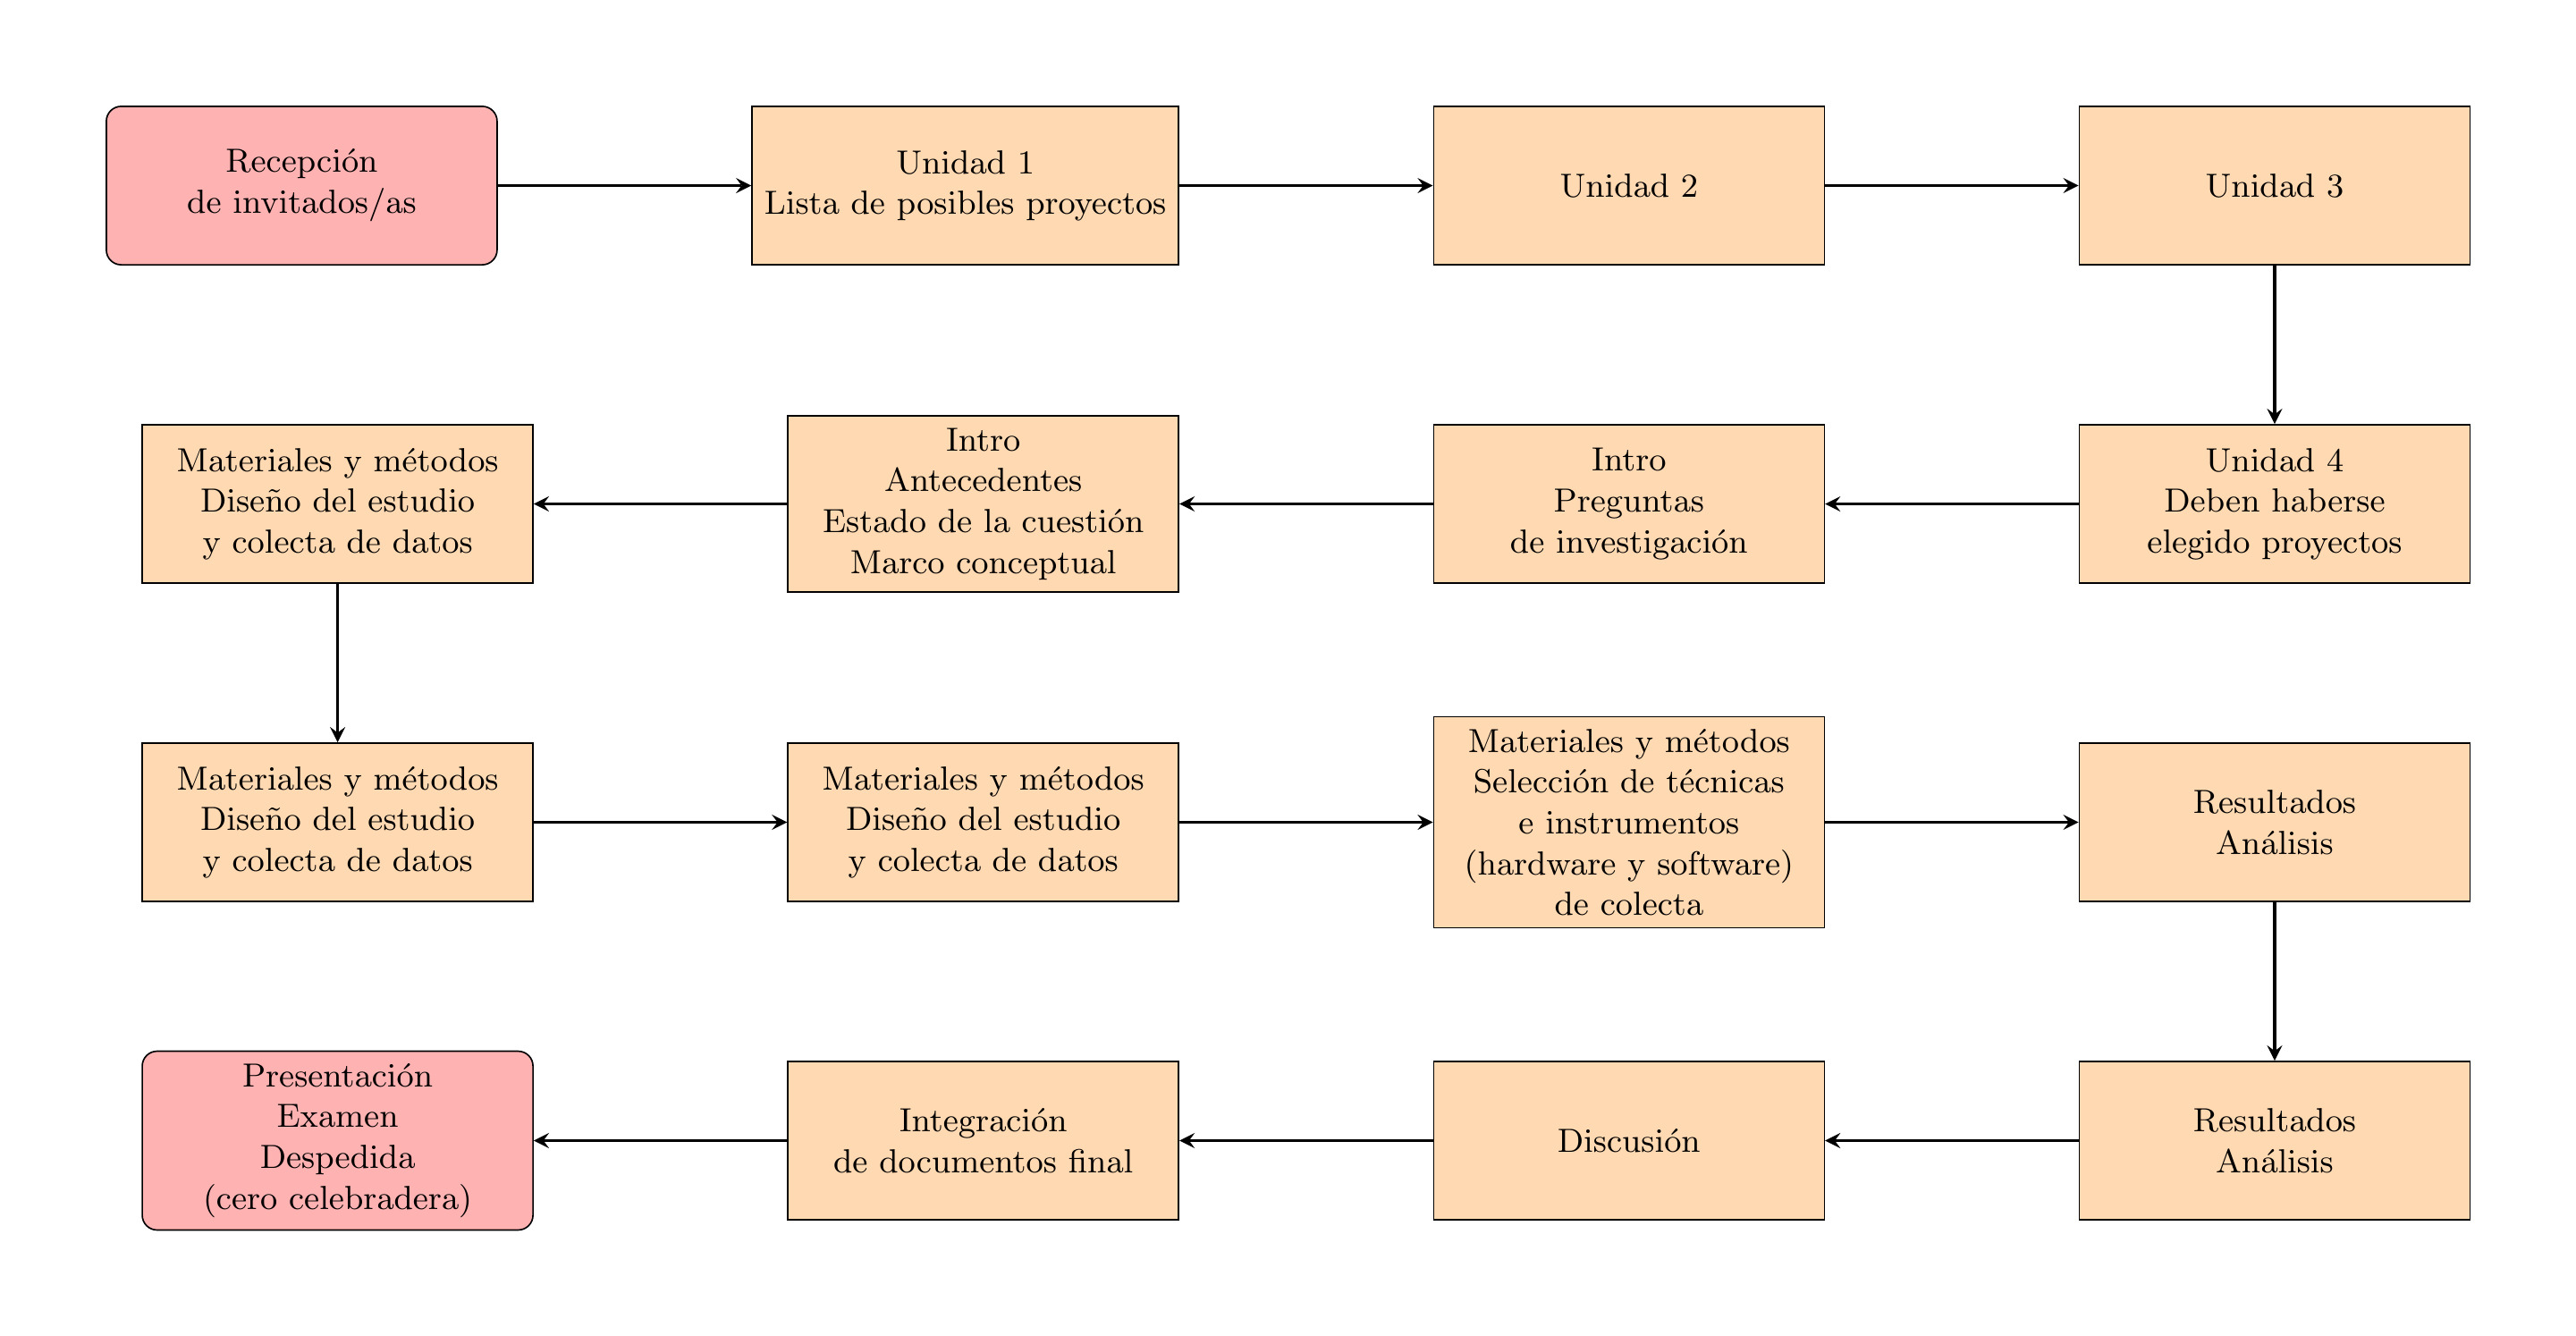 Recepción
de invitados/as
Unidad 1
Lista de posibles proyectos
Unidad 2
Unidad 3
Materiales y métodos
Diseño del estudio
y colecta de datos
Intro
Antecedentes
Estado de la cuestión
Marco conceptual
Intro
Preguntas
de investigación
Unidad 4
Deben haberse
elegido proyectos
Materiales y métodos
Diseño del estudio
y colecta de datos
Materiales y métodos
Diseño del estudio
y colecta de datos
Materiales y métodos
Selección de técnicas
e instrumentos
(hardware y software)
de colecta
Resultados
Análisis
Presentación
Examen
Despedida
(cero celebradera)
Integración
de documentos final
Discusión
Resultados
Análisis